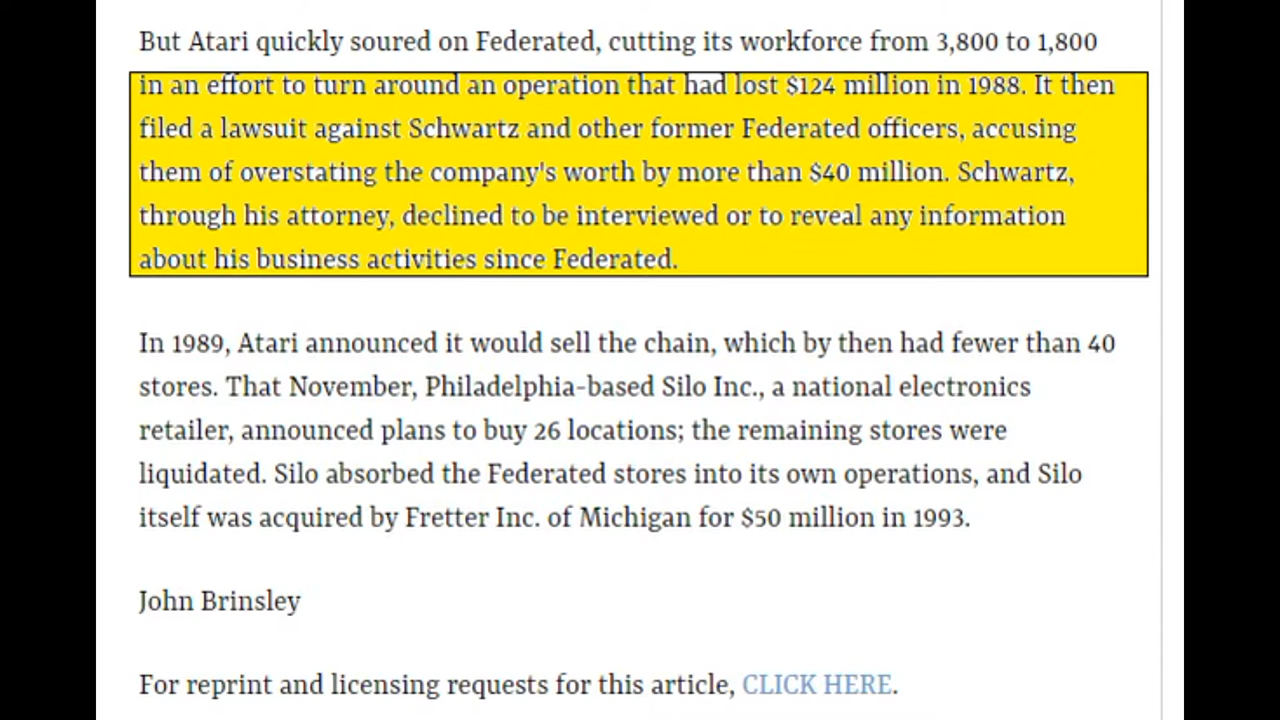 But Atari quickly soured on Federated, cutting its workforce from 3,800 to 1,800
in an effort to turn around an operation that had lost $124 million in 1988. It then
filed a lawsuit against Schwartz and other former Federated officers, accusing
them of overstating the company's worth by more than $40 million. Schwartz,
through his attorney, declined to be interviewed or to reveal any information
about his business activities since Federated.
In 1989, Atari announced it would sell the chain, which by then had fewer than 40
stores. That November, Philadelphia-based Silo Inc., a national electronics
retailer, announced plans to buy 26 locations; the remaining stores were
liquidated. Silo absorbed the Federated stores into its own operations, and Silo
itself was acquired by Fretter Inc. of Michigan for $50 million in 1993.
John Brinsley
For reprint and licensing requests for this article, CLICK HERE.